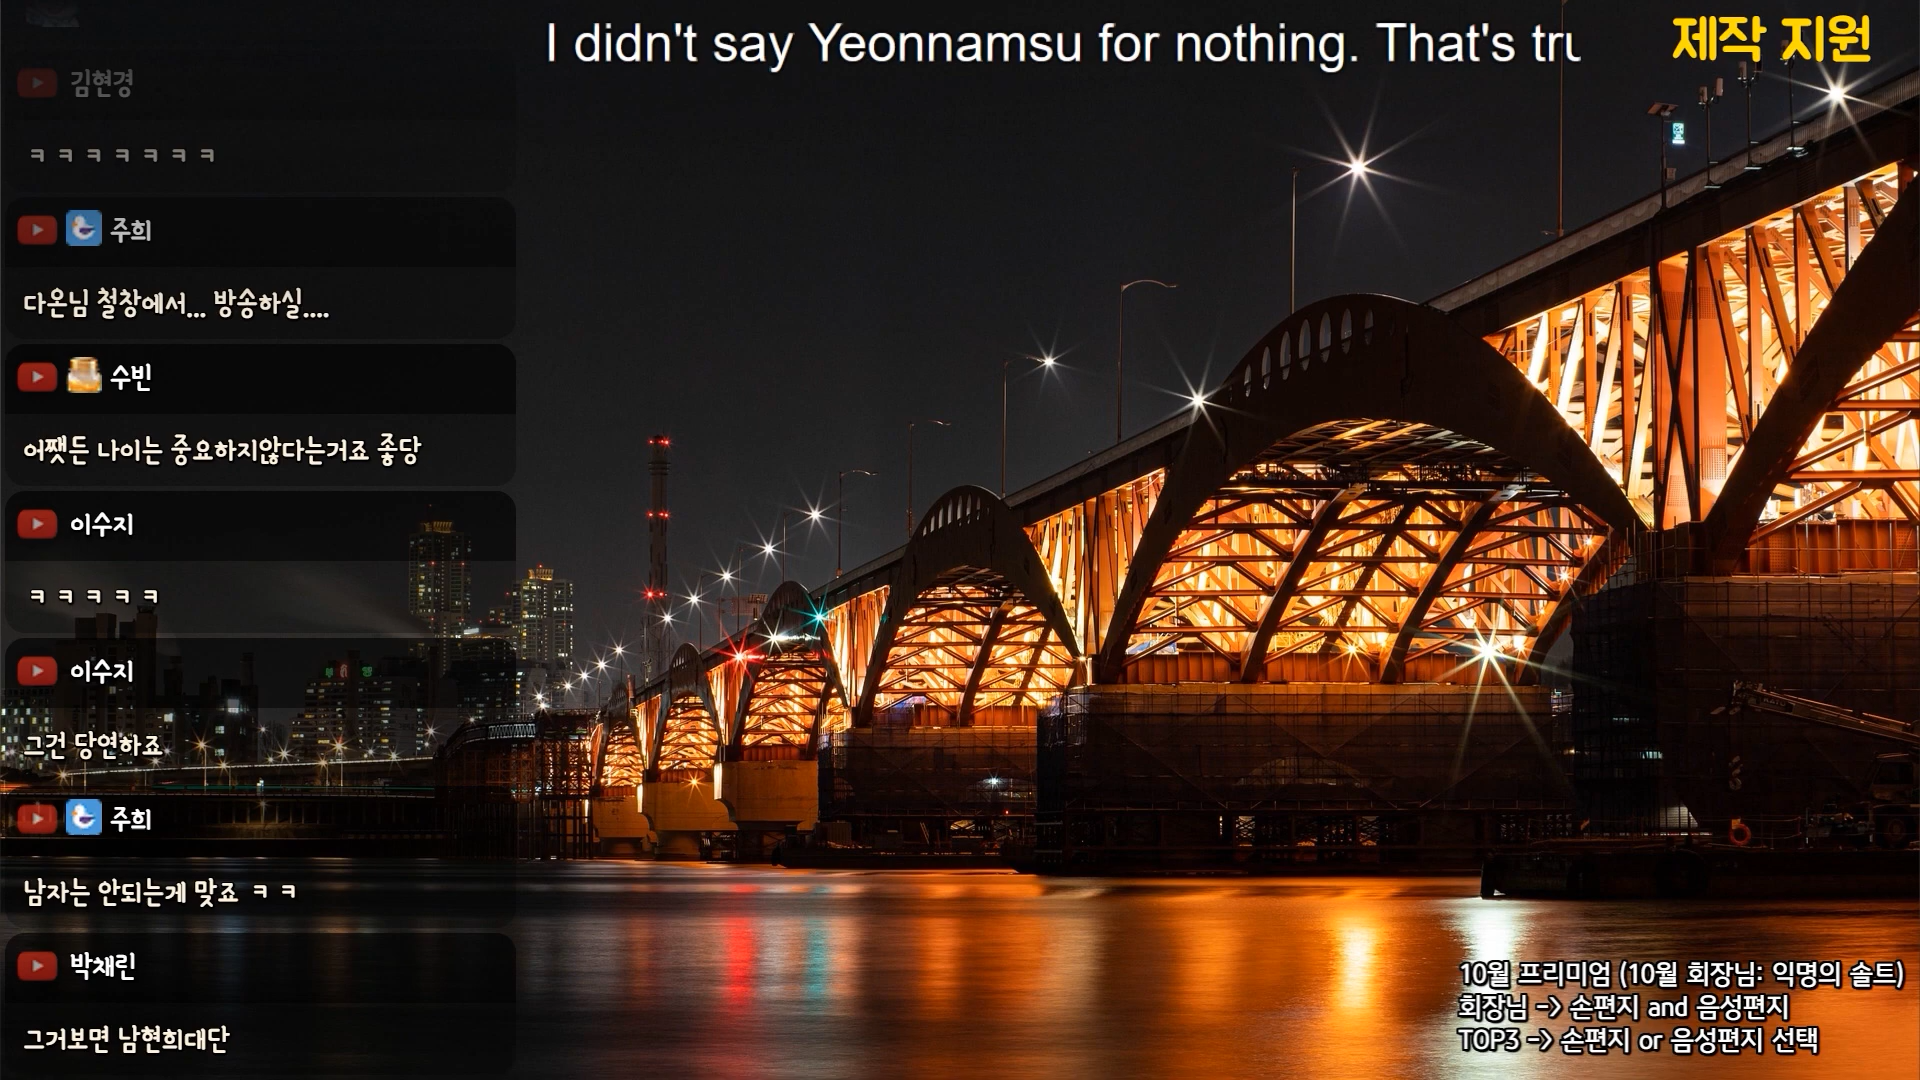 I didn't say Yeonnamsu for nothing. That's tru
제작 지원
김현경
ㅋㅋㅋㅋㅋㅋㅋ
주희
다온님 철창에서... 방송하실....
수빈
어쨋든 나이는 중요하지않다는거죠 좋당
이수지
ㅋㅋㅋㅋㅋ
이수지
그건 당연하죠
주희
남자는 안되는게 맞죠 ㅋㅋ
박채린
그거보면 남현희대단
10월 프리미엄 (10월 회장님: 익명의 솔트)
회장님 -> 손편지 and 음성편지
TOP3 -> 손편지 or 음성편지 선택